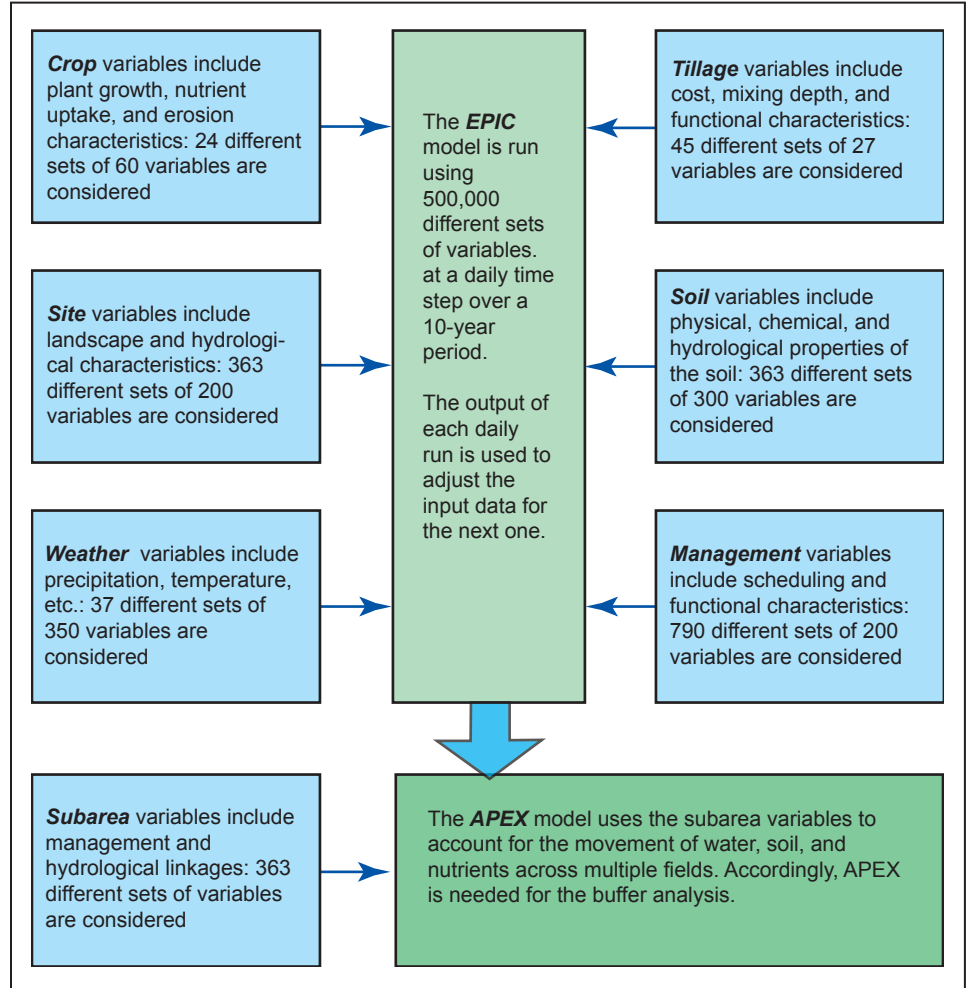 Crop variables include
plant growth, nutrient
uptake, and erosion
characteristics: 24 different
sets of 60 variables are
considered
Site variables include
landscape and hydrologi-
cal characteristics: 363
different sets of 200
variables are considered
Weather variables include
precipitation, temperature,
etc.: 37 different sets of
350 variables are
considered
The EPIC
model is run
using
500,000
different sets
of variables.
at a daily time
step over a
10-year
period.
The output of
each daily
run is used to
adjust the
input data for
the next one.
Tillage variables include
cost, mixing depth, and
functional characteristics:
45 different sets of 27
variables are considered
Soil variables include
physical, chemical, and
hydrological properties of
the soil: 363 different sets
of 300 variables are
considered
Management variables
include scheduling and
functional characteristics:
790 different sets of 200
variables are considered
Subarea variables include
management and
hydrological linkages: 363
different sets of variables
are considered
The APEX model uses the subarea variables to
account for the movement of water, soil, and
nutrients across multiple fields. Accordingly, APEX
is needed for the buffer analysis.